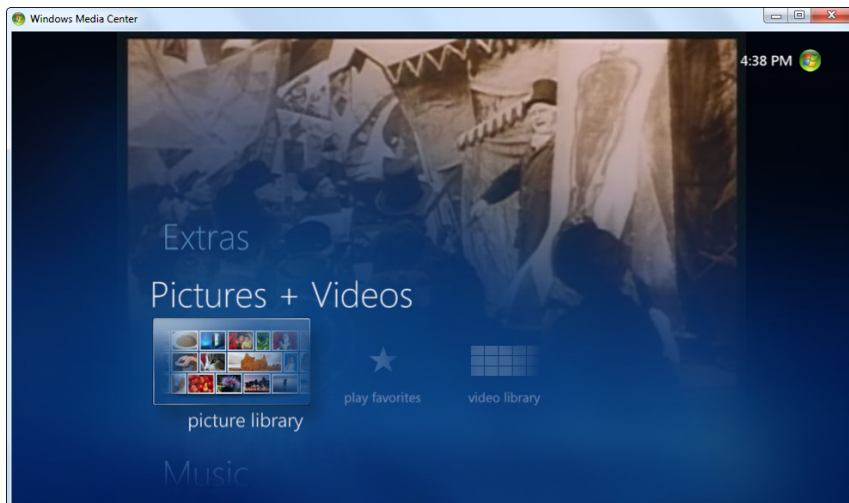 Windows Media Center
4:38 PM
Extras
Pictures + Videos
picture library
play favorites
video library
Music